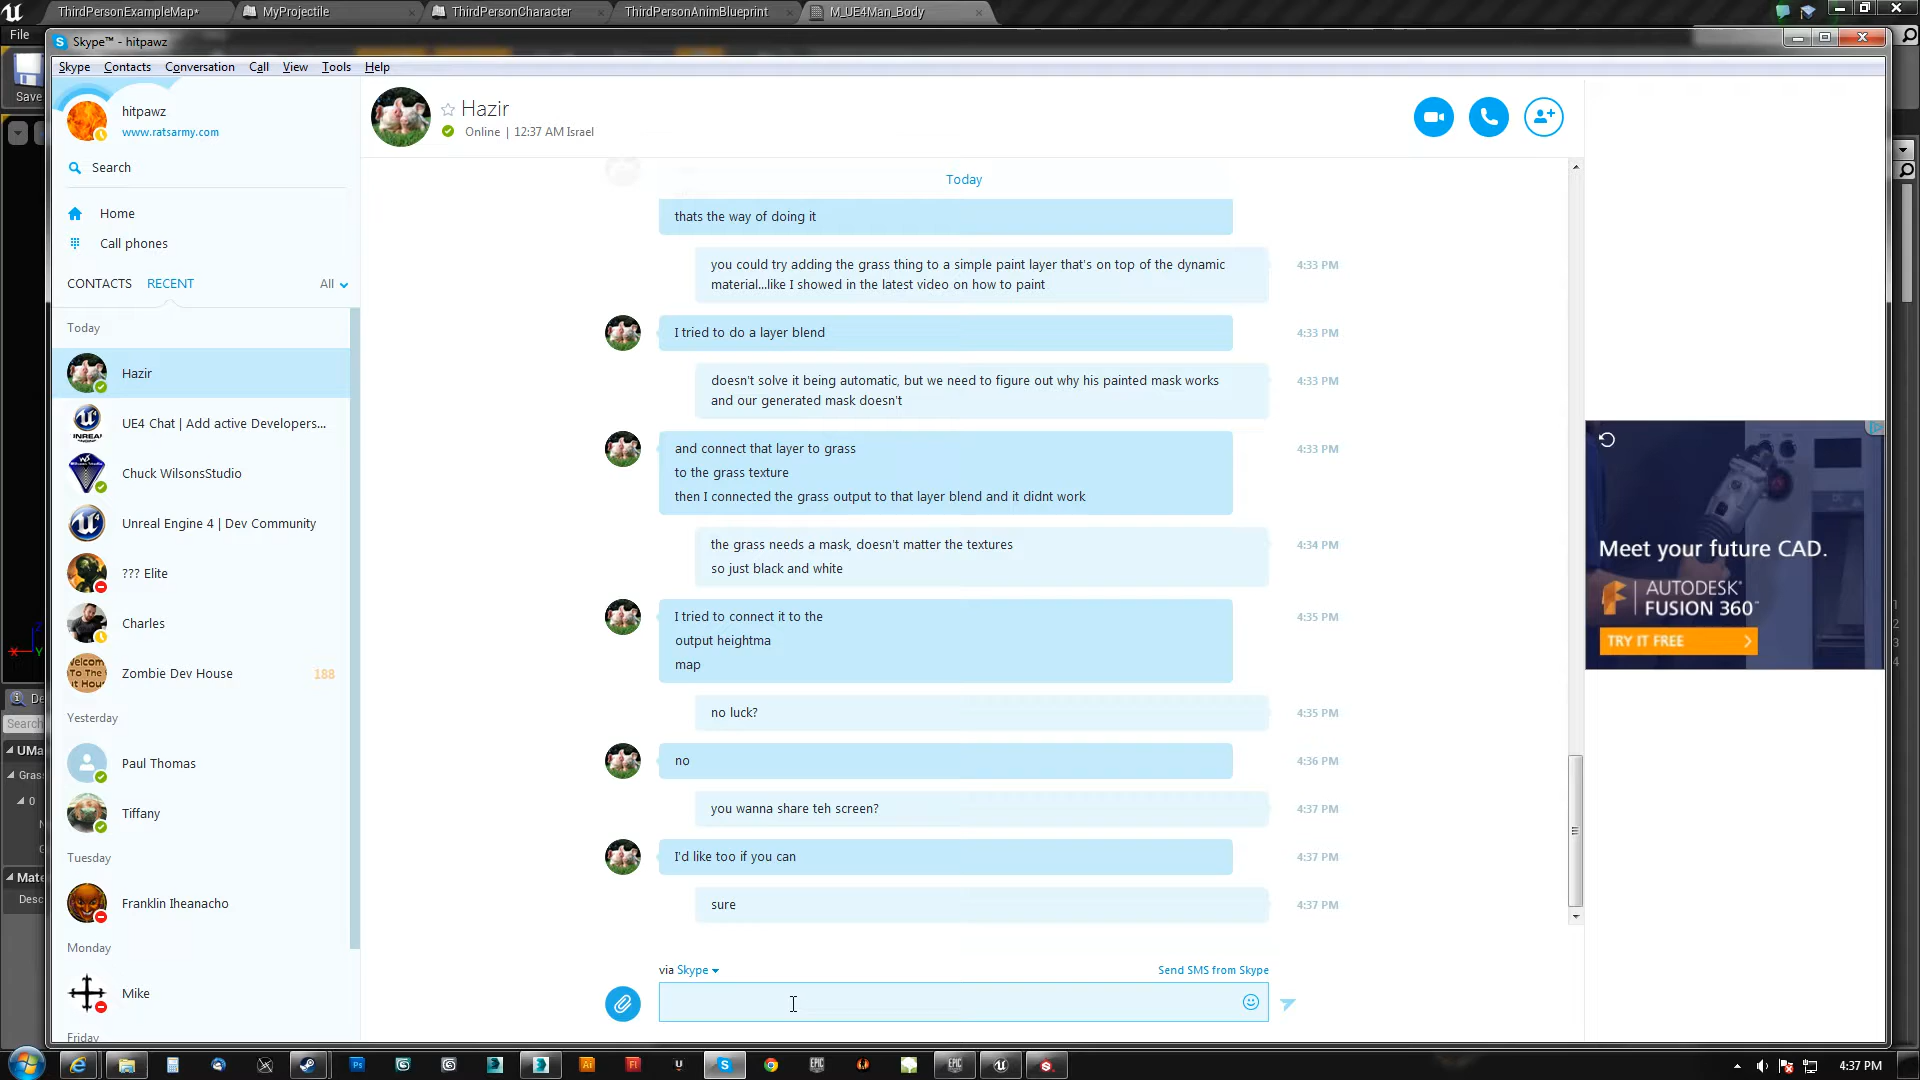 ThirdPersonExampleMap*
MyProjectile
ThirdPersonCharacter
ThirdPersonAnimBlueprint
M_UE4Man_Body
File
Skype™ - hitpawz
Save
Skype
Contacts
Conversation
Call
View
Tools
Help
hitpawz
www.ratsarmy.com
Search
Home
Call phones
CONTACTS
RECENT
All
Today
Hazir
UE4 Chat | Add active Developers...
Chuck WilsonsStudio
Unreal Engine 4 | Dev Community
??? Elite
Charles
Zombie Dev House
188
Yesterday
Paul Thomas
Tiffany
Tuesday
Franklin Iheanacho
Monday
Mike
Friday
Hazir
Online | 12:37 AM Israel
Today
thats the way of doing it
you could try adding the grass thing to a simple paint layer that's on top of the dynamic
material...like I showed in the latest video on how to paint
4:33 PM
I tried to do a layer blend
4:33 PM
doesn't solve it being automatic, but we need to figure out why his painted mask works
and our generated mask doesn't
4:33 PM
and connect that layer to grass
to the grass texture
then I connected the grass output to that layer blend and it didnt work
4:33 PM
the grass needs a mask, doesn't matter the textures
so just black and white
4:34 PM
I tried to connect it to the
output heightma
map
4:35 PM
no luck?
4:35 PM
no
4:36 PM
you wanna share teh screen?
4:37 PM
I'd like too if you can
4:37 PM
sure
4:37 PM
via Skype
Send SMS from Skype
Meet your future CAD.
AUTODESK®
FUSION 360™
TRY IT FREE
De
Search
UMa
Gras
0
Mate
Desc
4:37 PM